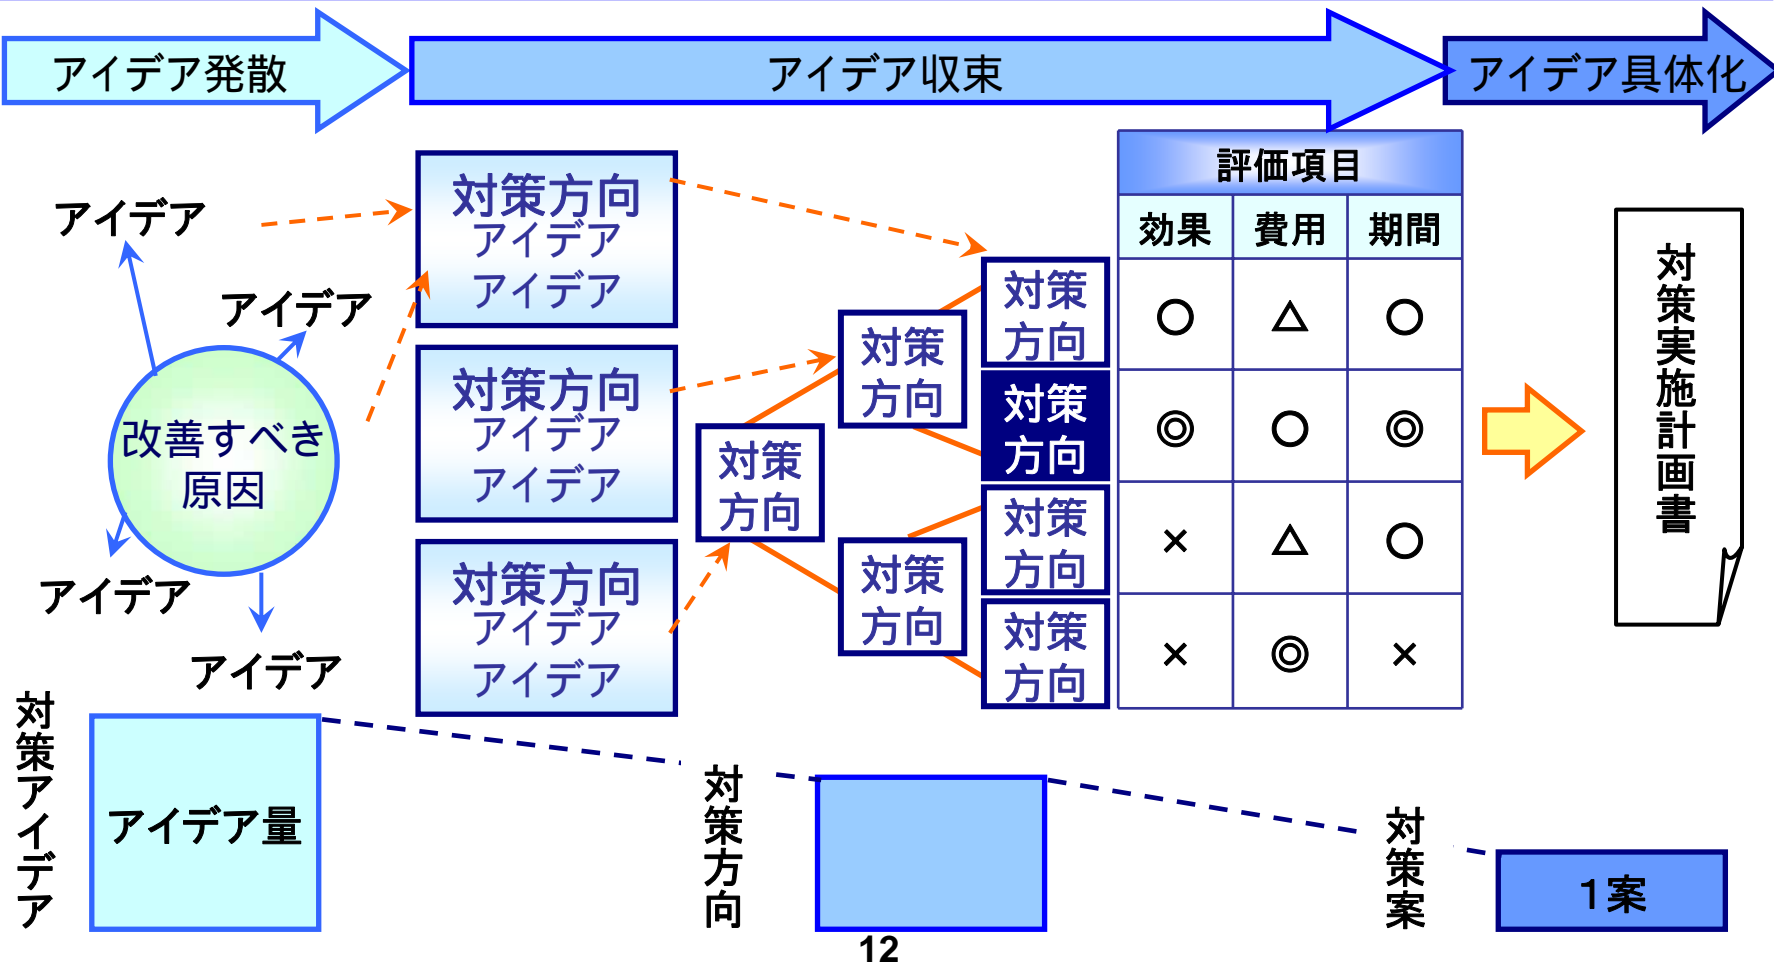 アイデア発散
アイデア収束
アイデア具体化
アイデア
アイデア
改善すべき
原因
アイデア
アイデア
対策方向
アイデア
アイデア
対策方向
アイデア
アイデア
対策方向
アイデア
アイデア
対策
方向
対策
方向
対策
方向
対策
方向
対策
方向
対策
方向
対策
方向
評価項目
効果 費用 期間
○ △ ○
◎ ○ ◎
× △ ○
× ◎ ×
対策実施計画書
対策アイデア
アイデア量
対策方向
対策案
1案
12